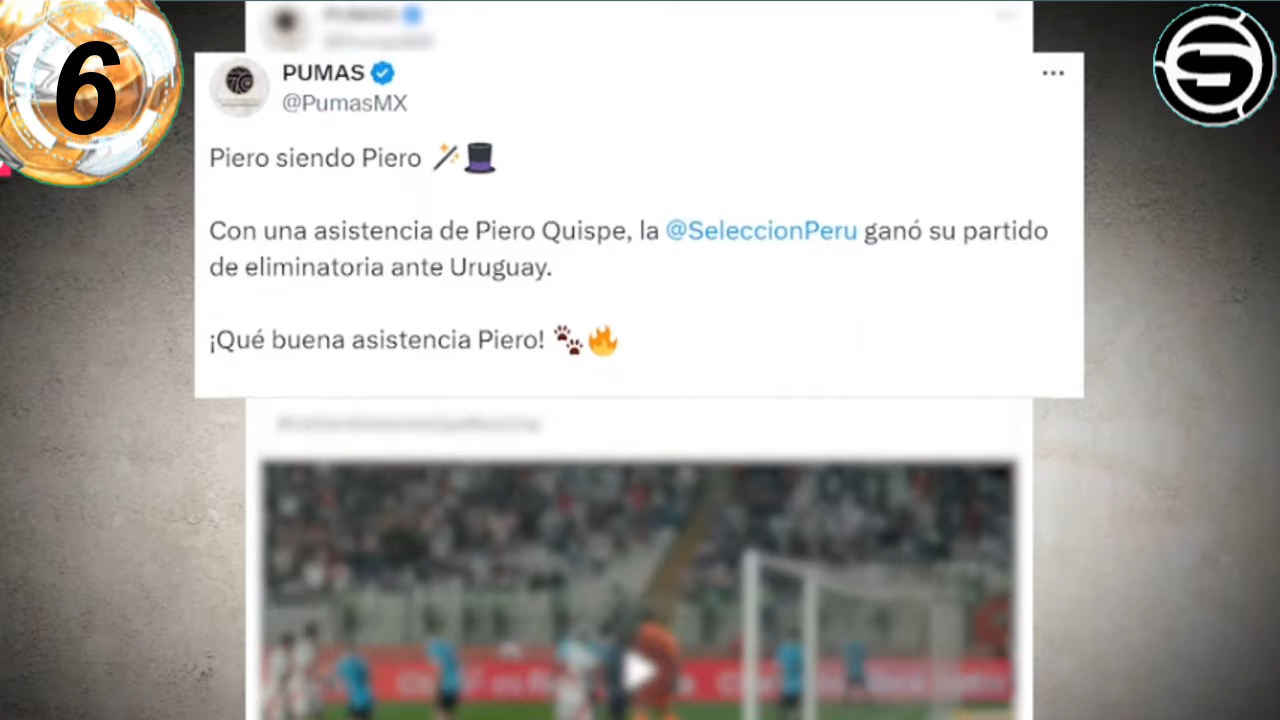 6
PUMAS
@PumasMX
Piero siendo Piero 🪄🎩
Con una asistencia de Piero Quispe, la @SeleccionPeru ganó su partido
de eliminatoria ante Uruguay.
¡Qué buena asistencia Piero! 🐾🔥